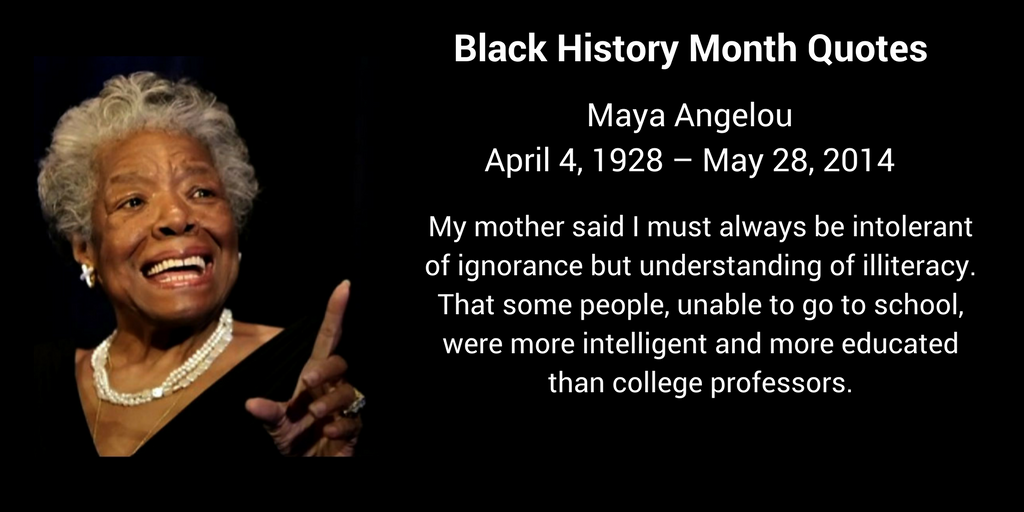 Black History Month Quotes
Maya Angelou
April 4, 1928 – May 28, 2014
My mother said I must always be intolerant
of ignorance but understanding of illiteracy.
That some people, unable to go to school,
were more intelligent and more educated
than college professors.